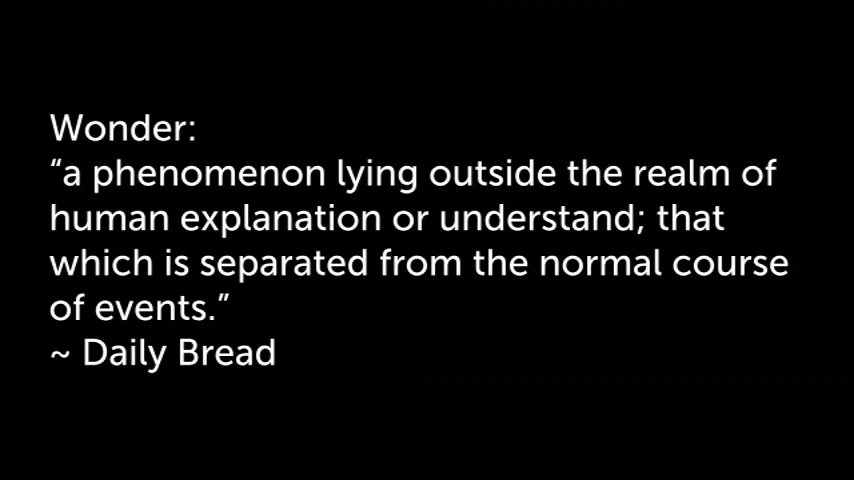 Wonder:
“a phenomenon lying outside the realm of
human explanation or understand; that
which is separated from the normal course
of events.”
~ Daily Bread